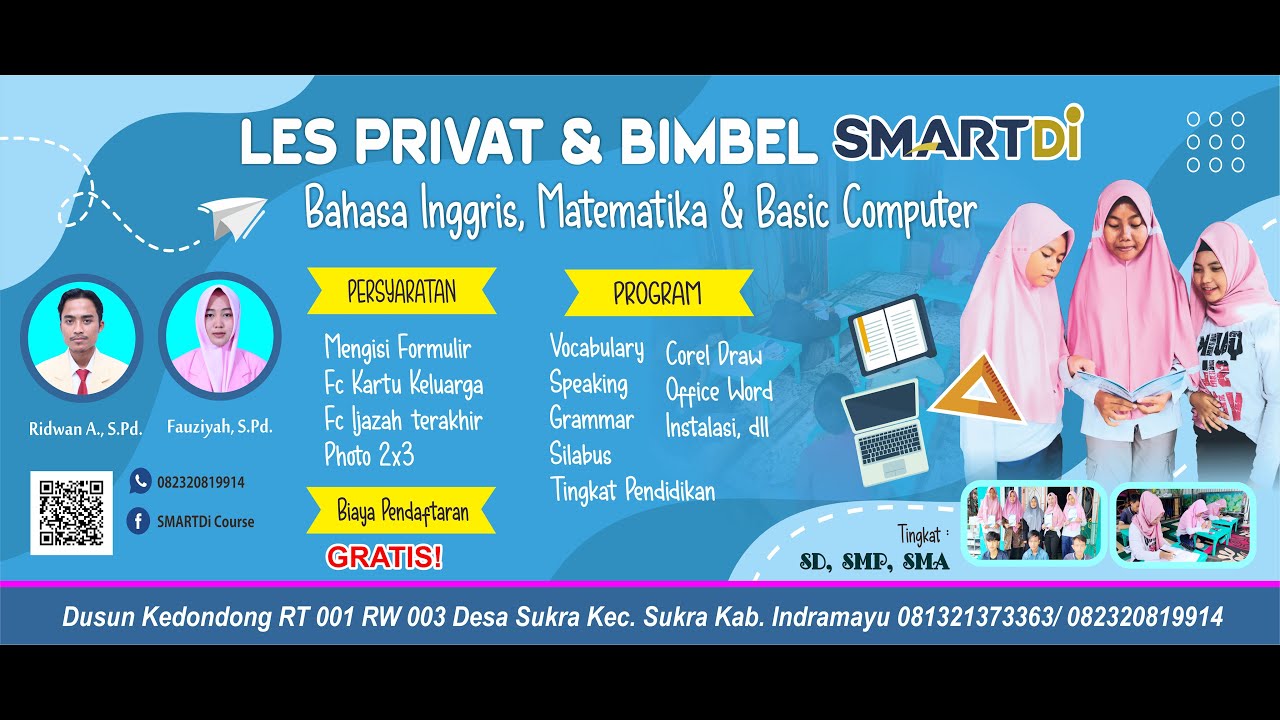 LES PRIVAT & BIMBEL SMARTDi
Bahasa Inggris, Matematika & Basic Computer
Ridwan A., S.Pd.
Fauziyah, S.Pd.
082320819914
SMARTDi Course
PERSYARATAN
Mengisi Formulir
Fc Kartu Keluarga
Fc Ijazah terakhir
Photo 2x3
Biaya Pendaftaran
GRATIS!
PROGRAM
Vocabulary
Speaking
Grammar
Silabus
Tingkat Pendidikan
Corel Draw
Office Word
Instalasi, dll
Tingkat :
SD, SMP, SMA
Dusun Kedondong RT 001 RW 003 Desa Sukra Kec. Sukra Kab. Indramayu 081321373363/ 082320819914